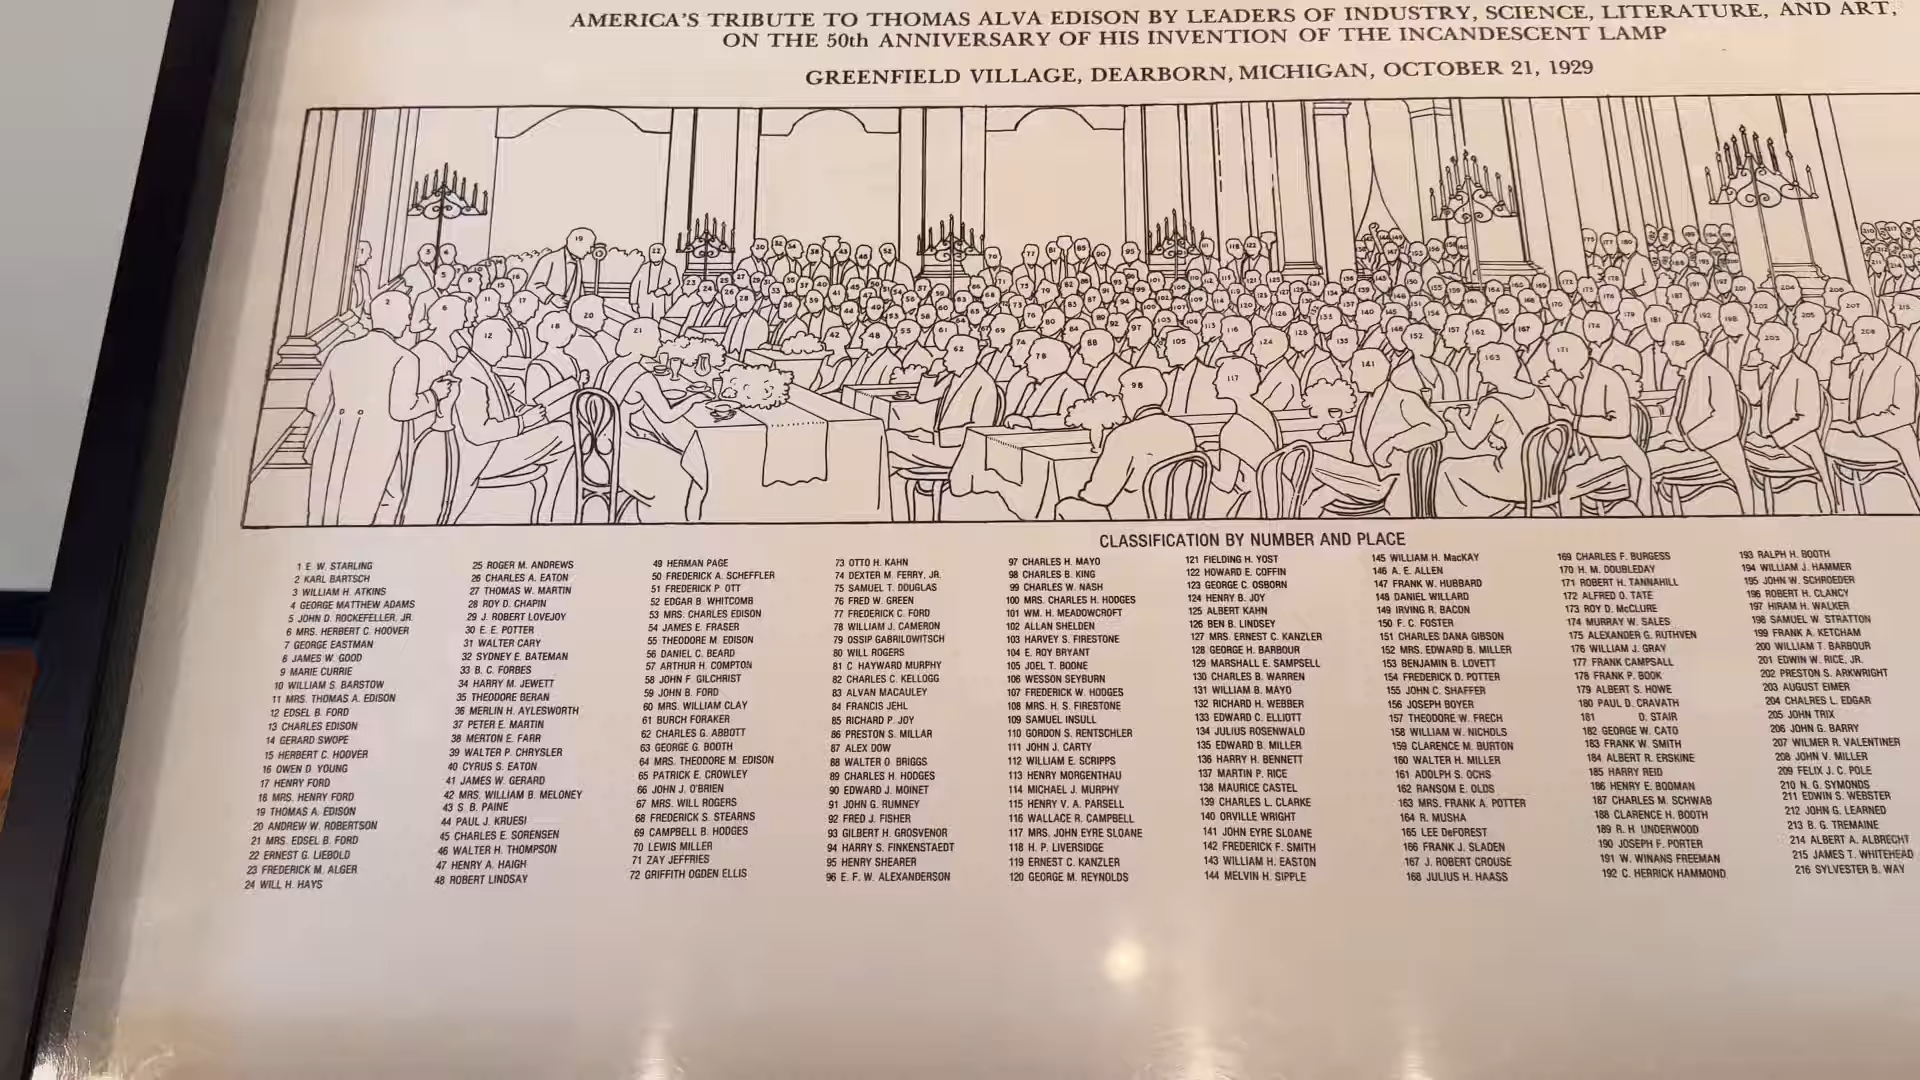 AMERICA'S TRIBUTE TO THOMAS ALVA EDISON BY LEADERS OF INDUSTRY, SCIENCE, LITERATURE, AND ART,
ON THE 50th ANNIVERSARY OF HIS INVENTION OF THE INCANDESCENT LAMP
GREENFIELD VILLAGE, DEARBORN, MICHIGAN, OCTOBER 21, 1929
CLASSIFICATION BY NUMBER AND PLACE
1 E. W. STARLING
2 KARL BARTSCH
3 WILLIAM H. ATKINS
4 GEORGE MATTHEW ADAMS
5 JOHN D. ROCKEFELLER, JR.
6 MRS. HERBERT C. HOOVER
7 GEORGE EASTMAN
8 JAMES W. GOOD
9 MARIE CURRIE
10 WILLIAM S. BARSTOW
11 MRS. THOMAS A. EDISON
12 EDSEL B. FORD
13 CHARLES EDISON
14 GERARD SWOPE
15 HERBERT C. HOOVER
16 OWEN D. YOUNG
17 HENRY FORD
18 MRS. HENRY FORD
19 THOMAS A. EDISON
20 ANDREW W. ROBERTSON
21 MRS. EDSEL B. FORD
22 ERNEST G. LIEBOLD
23 FREDERICK M. ALGER
24 WILL H. HAYS
25 ROGER M. ANDREWS
26 CHARLES A. EATON
27 THOMAS W. MARTIN
28 ROY D. CHAPIN
29 J. ROBERT LOVEJOY
30 E. E. POTTER
31 WALTER CARY
32 SYDNEY E. BATEMAN
33 B. C. FORBES
34 HARRY M. JEWETT
35 THEODORE BERAN
36 MERLIN H. AYLESWORTH
37 PETER E. MARTIN
38 MERTON E. FARR
39 WALTER P. CHRYSLER
40 CYRUS S. EATON
41 JAMES W. GERARD
42 MRS. WILLIAM B. MELONEY
43 S. B. PAINE
44 PAUL J. KRUESI
45 CHARLES E. SORENSEN
46 WALTER H. THOMPSON
47 HENRY A. HAIGH
48 ROBERT LINDSAY
49 HERMAN PAGE
50 FREDERICK A. SCHEFFLER
51 FREDERICK P. OTT
52 EDGAR B. WHITCOMB
53 MRS. CHARLES EDISON
54 JAMES E. FRASER
55 THEODORE M. EDISON
56 DANIEL C. BEARD
57 ARTHUR H. COMPTON
58 JOHN F. GILCHRIST
59 JOHN B. FORD
60 MRS. WILLIAM CLAY
61 BURCH FORAKER
62 CHARLES G. ABBOTT
63 GEORGE G. BOOTH
64 MRS. THEODORE M. EDISON
65 PATRICK E. CROWLEY
66 JOHN J. O'BRIEN
67 MRS. WILL ROGERS
68 FREDERICK S. STEARNS
69 CAMPBELL B. HODGES
70 LEWIS MILLER
71 ZAY JEFFRIES
72 GRIFFITH OGDEN ELLIS
73 OTTO H. KAHN
74 DEXTER M. FERRY, JR.
75 SAMUEL T. DOUGLAS
76 FRED W. GREEN
77 FREDERICK C. FORD
78 WILLIAM J. CAMERON
79 OSSIP GABRILOWITSCH
80 WILL ROGERS
81 C. HAYWARD MURPHY
82 CHARLES C. KELLOGG
83 ALVAN MACAULEY
84 FRANCIS JEHL
85 RICHARD P. JOY
86 PRESTON S. MILLAR
87 ALEX DOW
88 WALTER O. BRIGGS
89 CHARLES H. HODGES
90 EDWARD J. MOINET
91 JOHN G. RUMNEY
92 FRED J. FISHER
93 GILBERT H. GROSVENOR
94 HARRY S. FINKENSTAEDT
95 HENRY SHEARER
96 E. F. W. ALEXANDERSON
97 CHARLES H. MAYO
98 CHARLES B. KING
99 CHARLES W. NASH
100 MRS. CHARLES H. HODGES
101 WM. H. MEADOWCROFT
102 ALLAN SHELDEN
103 HARVEY S. FIRESTONE
104 E. ROY BRYANT
105 JOEL T. BOONE
106 WESSON SEYBURN
107 FREDERICK W. HODGES
108 MRS. H. S. FIRESTONE
109 SAMUEL INSULL
110 GORDON S. RENTSCHLER
111 JOHN J. CARTY
112 WILLIAM E. SCRIPPS
113 HENRY MORGENTHAU
114 MICHAEL J. MURPHY
115 HENRY V. A. PARSELL
116 WALLACE R. CAMPBELL
117 MRS. JOHN EYRE SLOANE
118 H. P. LIVERSIDGE
119 ERNEST C. KANZLER
120 GEORGE M. REYNOLDS
121 FIELDING H. YOST
122 HOWARD E. COFFIN
123 GEORGE C. OSBORN
124 HENRY B. JOY
125 ALBERT KAHN
126 BEN B. LINDSEY
127 MRS. ERNEST C. KANZLER
128 GEORGE H. BARBOUR
129 MARSHALL E. SAMPSELL
130 CHARLES B. WARREN
131 WILLIAM B. MAYO
132 RICHARD H. WEBBER
133 EDWARD C. ELLIOTT
134 JULIUS ROSENWALD
135 EDWARD B. MILLER
136 HARRY H. BENNETT
137 MARTIN P. RICE
138 MAURICE CASTEL
139 CHARLES L. CLARKE
140 ORVILLE WRIGHT
141 JOHN EYRE SLOANE
142 FREDERICK F. SMITH
143 WILLIAM H. EASTON
144 MELVIN H. SIPPLE
145 WILLIAM H. MacKAY
146 A. E. ALLEN
147 FRANK W. HUBBARD
148 DANIEL WILLARD
149 IRVING R. BACON
150 F. C. FOSTER
151 CHARLES DANA GIBSON
152 MRS. EDWARD B. MILLER
153 BENJAMIN B. LOVETT
154 FREDERICK D. POTTER
155 JOHN C. SHAFFER
156 JOSEPH BOYER
157 THEODORE W. FRECH
158 WILLIAM W. NICHOLS
159 CLARENCE M. BURTON
160 WALTER H. MILLER
161 ADOLPH S. OCHS
162 RANSOM E. OLDS
163 MRS. FRANK A. POTTER
164 R. MUSHA
165 LEE DeFOREST
166 FRANK J. SLADEN
167 J. ROBERT CROUSE
168 JULIUS H. HAASS
169 CHARLES F. BURGESS
170 H. M. DOUBLEDAY
171 ROBERT H. TANNAHILL
172 ALFRED O. TATE
173 ROY D. McCLURE
174 MURRAY W. SALES
175 ALEXANDER G. RUTHVEN
176 WILLIAM J. GRAY
177 FRANK CAMPSALL
178 FRANK P. BOOK
179 ALBERT S. HOWE
180 PAUL D. CRAVATH
181 D. STAIR
182 GEORGE W. CATO
183 FRANK W. SMITH
184 ALBERT R. ERSKINE
185 HARRY REID
186 HENRY E. BODMAN
187 CHARLES M. SCHWAB
188 CLARENCE H. BOOTH
189 R. H. UNDERWOOD
190 JOSEPH F. PORTER
191 W. WINANS FREEMAN
192 C. HERRICK HAMMOND
193 RALPH H. BOOTH
194 WILLIAM J. HAMMER
195 JOHN W. SCHROEDER
196 ROBERT H. CLANCY
197 HIRAM H. WALKER
198 SAMUEL W. STRATTON
199 FRANK A. KETCHAM
200 WILLIAM T. BARBOUR
201 EDWIN W. RICE, JR.
202 PRESTON S. ARKWRIGHT
203 AUGUST EIMER
204 CHALRES L. EDGAR
205 JOHN TRIX
206 JOHN G. BARRY
207 WILMER R. VALENTINER
208 JOHN V. MILLER
209 FELIX J. C. POLE
210 N. G. SYMONDS
211 EDWIN S. WEBSTER
212 JOHN G. LEARNED
213 B. G. TREMAINE
214 ALBERT A. ALBRECHT
215 JAMES T. WHITEHEAD
216 SYLVESTER B. WAY